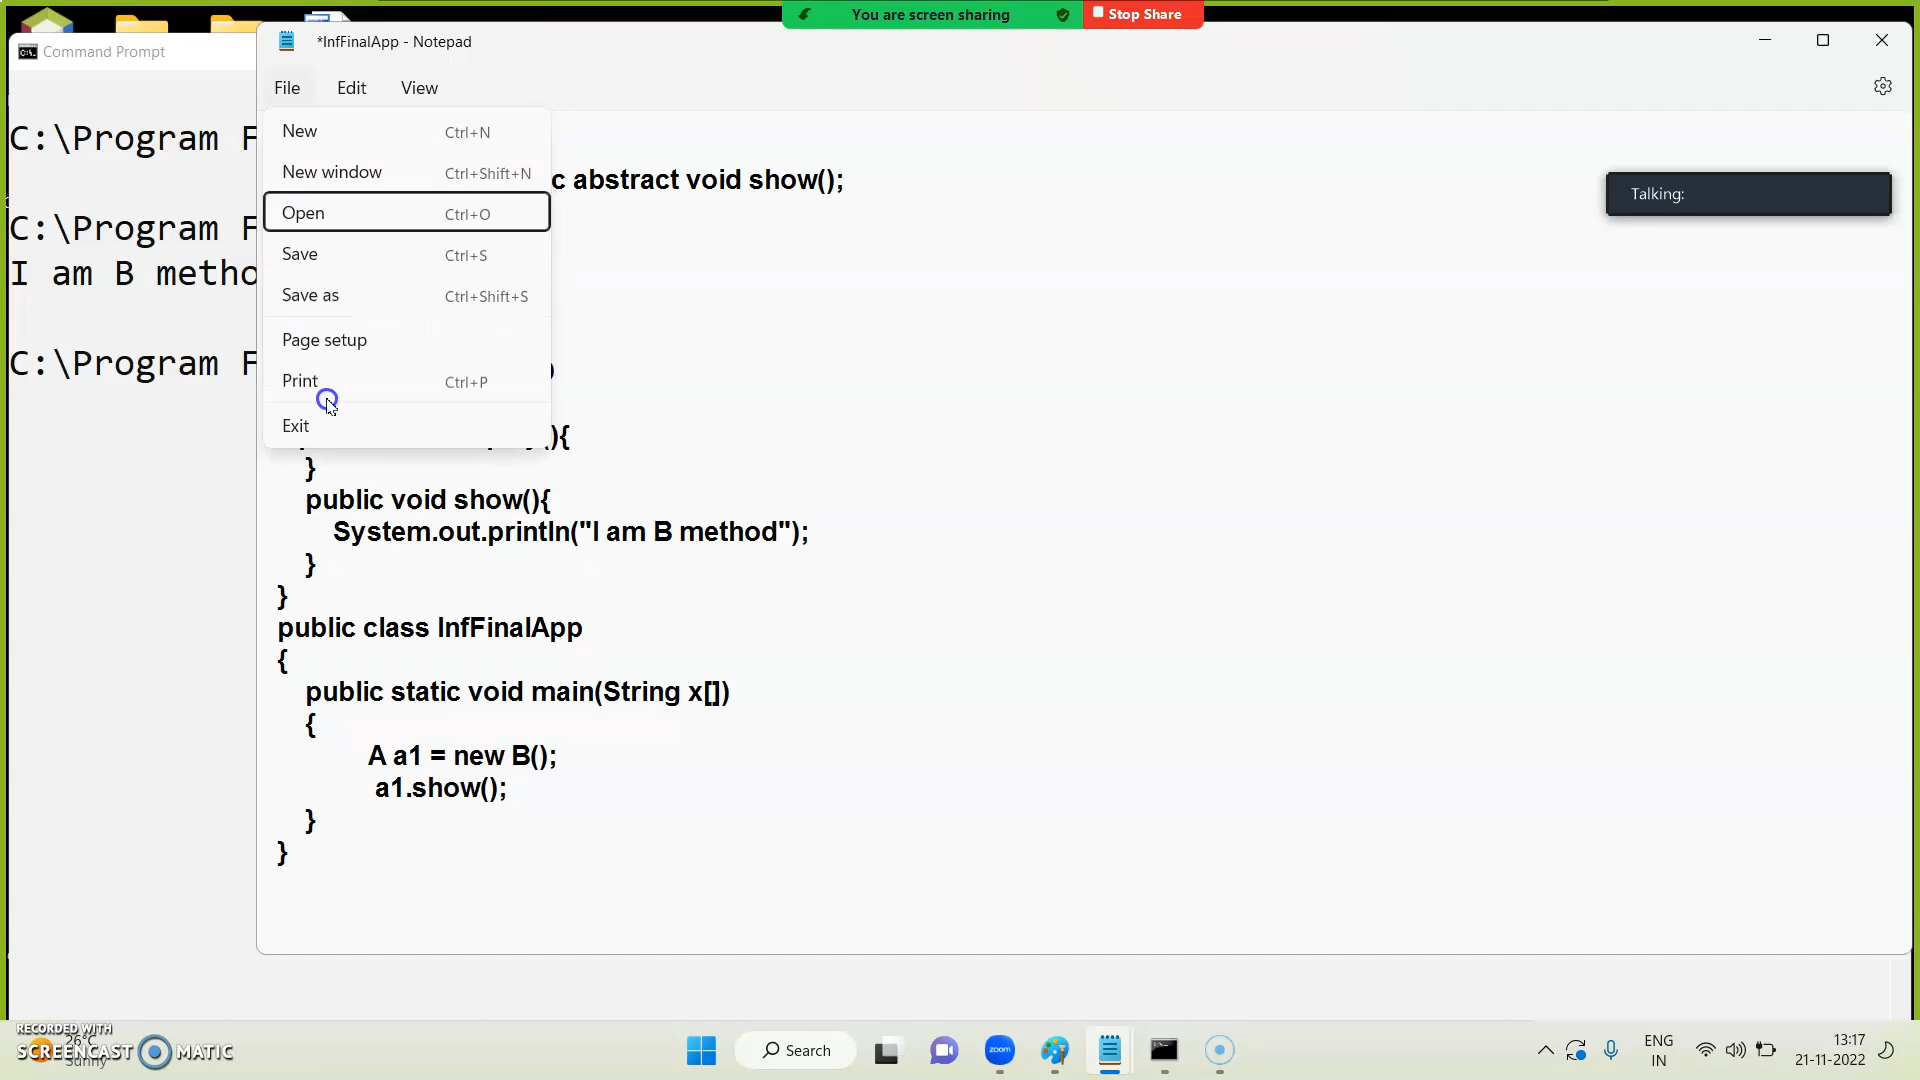 You are screen sharing
Stop Share
Command Prompt
*InfFinalApp - Notepad
File Edit View
New Ctrl+N
New window Ctrl+Shift+N
Open Ctrl+O
Save Ctrl+S
Save as Ctrl+Shift+S
Page setup
Print Ctrl+P
Exit
C:\Program F
C:\Program F
I am B metho
C:\Program F
c abstract void show();
Talking:
){
}
public void show(){
System.out.println("I am B method");
}
}
public class InfFinalApp
{
public static void main(String x[])
{
A a1 = new B();
a1.show();
}
}
RECORDED WITH
SCREENCAST MATIC
26°C
Sunny
Search
zoom
ENG
IN
13:17
21-11-2022